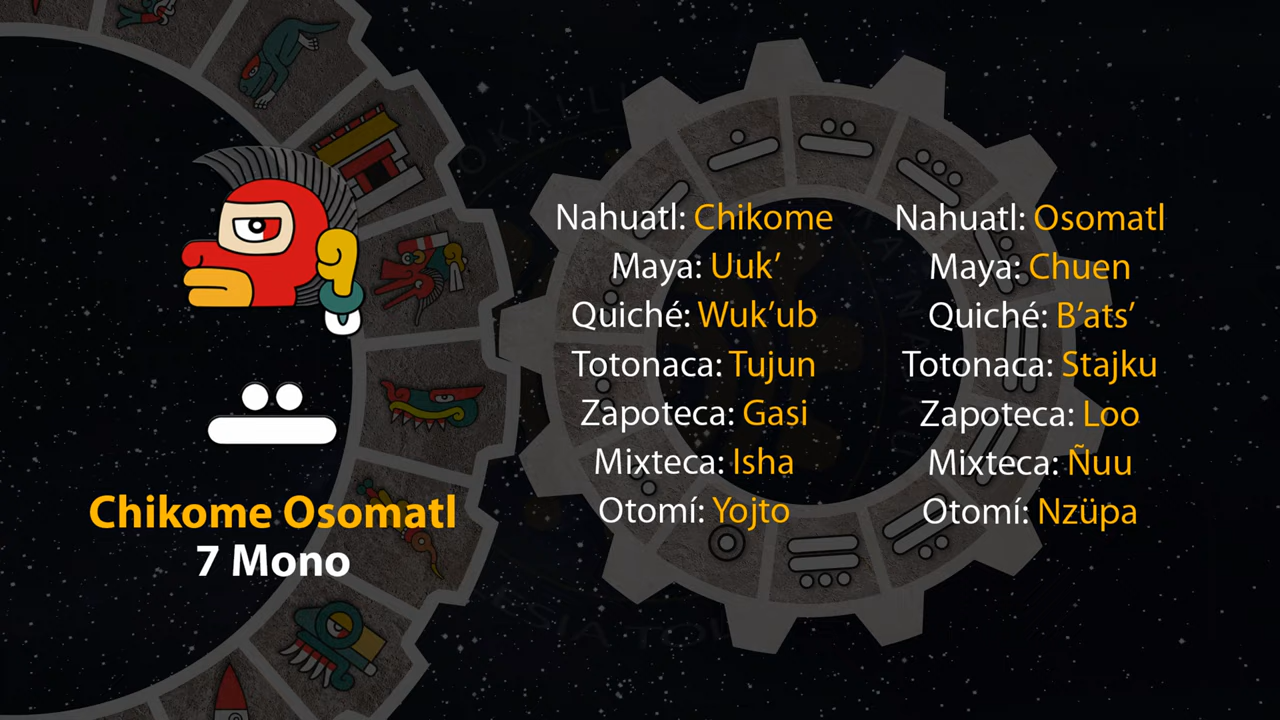 Chikome Osomatl
7 Mono
Nahuatl: Chikome
Maya: Uuk’
Quiché: Wuk’ub
Totonaca: Tujun
Zapoteca: Gasi
Mixteca: Isha
Otomí: Yojto
Nahuatl: Osomatl
Maya: Chuen
Quiché: B’ats’
Totonaca: Stajku
Zapoteca: Loo
Mixteca: Ñuu
Otomí: Nzüpa